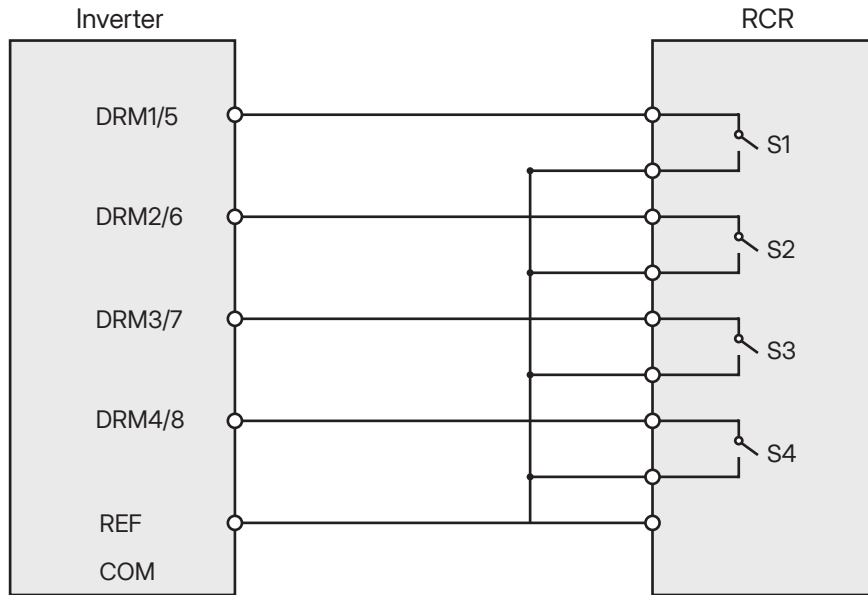 Inverter
RCR
DRM1/5
S1
DRM2/6
S2
DRM3/7
S3
DRM4/8
S4
REF
COM